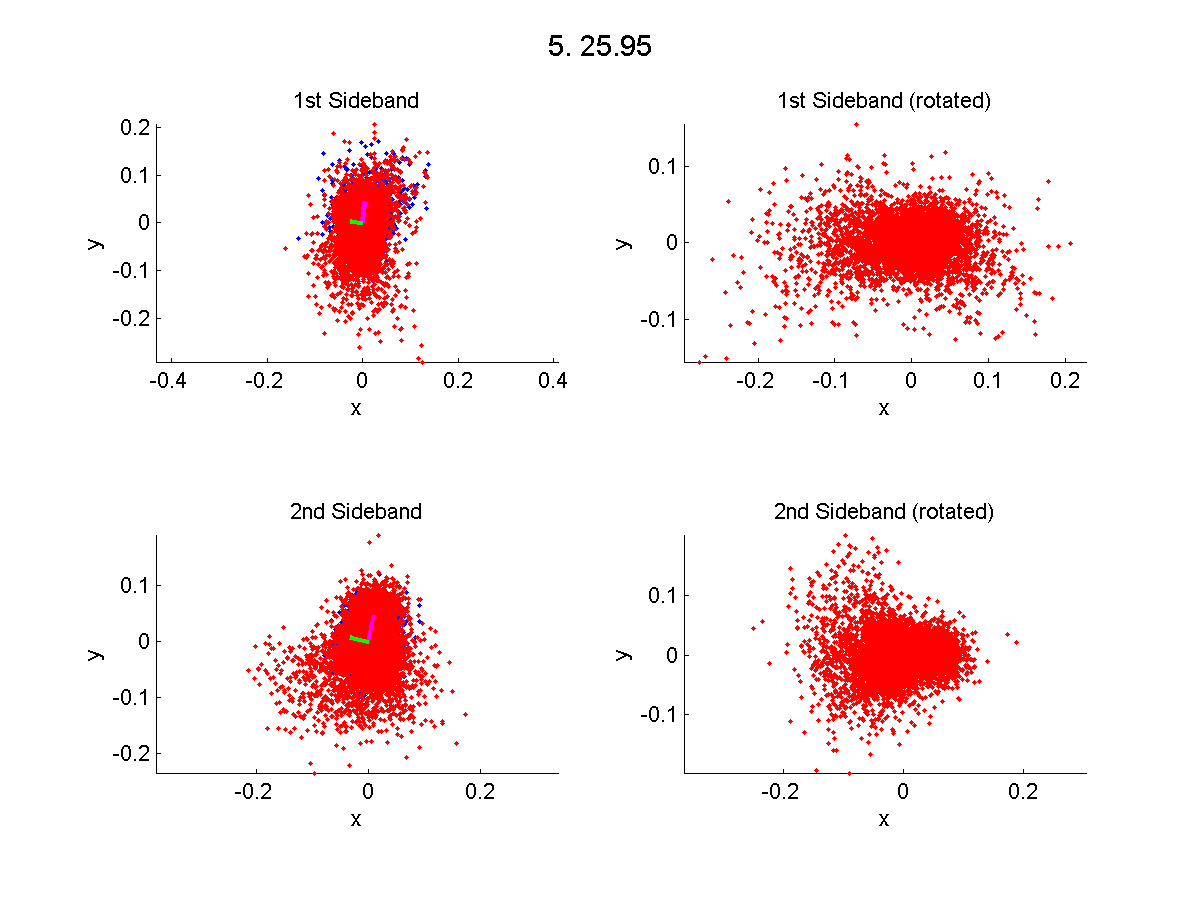 5. 25.95
1st Sideband
0.2
0.1
0
-0.1
-0.2
y
-0.4 -0.2 0 0.2 0.4
x
1st Sideband (rotated)
0.1
0
-0.1
y
-0.2 -0.1 0 0.1 0.2
x
2nd Sideband
0.1
0
-0.1
-0.2
y
-0.2 0 0.2
x
2nd Sideband (rotated)
0.1
0
-0.1
y
-0.2 0 0.2
x